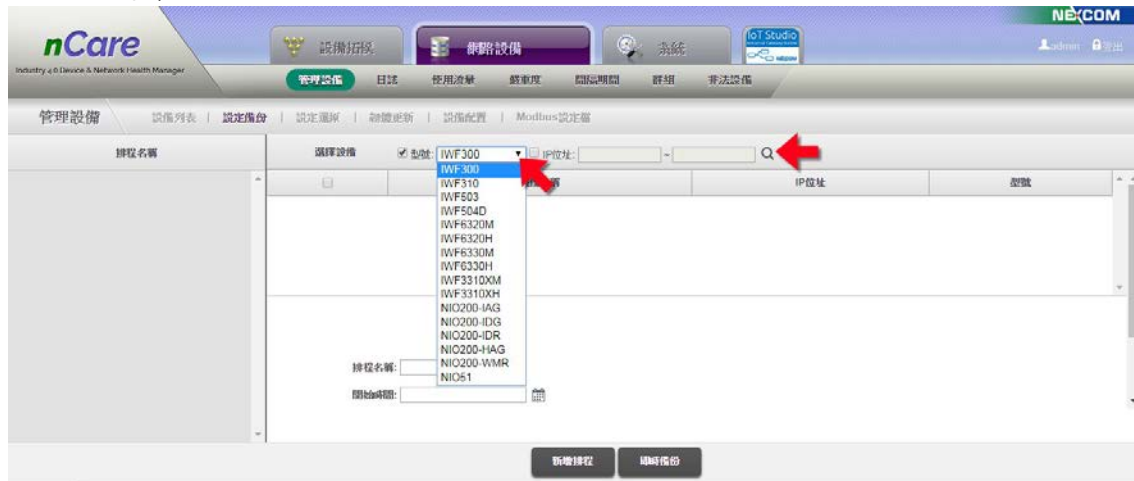 NEXCOM
nCare
Industry 4.0 Device & Network Health Manager
設備拓樸 網路設備 系統 IoT Studio
admin 登出
管理設備 日誌 使用流量 嚴重度 間隔期間 群組 非法設備
管理設備 設備列表 | 設定備份 | 設定還原 | 韌體更新 | 設備配置 | Modbus設定檔
排程名稱
選擇設備 型號: IWF300 IP位址: ~
IP位址 型號
IWF300
IWF310
IWF503
IWF504D
IWF6320M
IWF6320H
IWF6330M
IWF6330H
IWF3310XM
IWF3310XH
NIO200-IAG
NIO200-IDG
NIO200-IDR
NIO200-HAG
NIO200-WMR
NIO51
排程名稱:
開始時間:
新增排程 即時備份